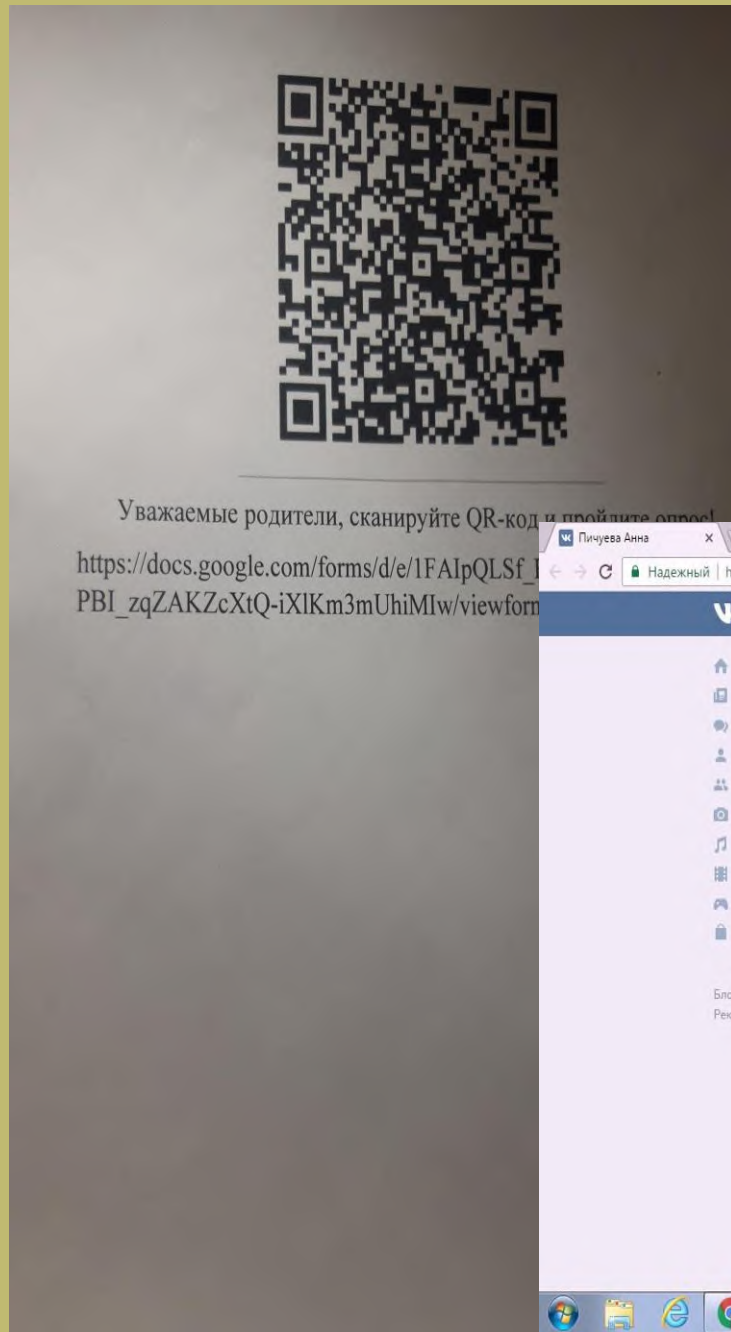 Уважаемые родители, сканируйте QR-код и пройдите опрос!
https://docs.google.com/forms/d/e/1FAIpQLSf_
PBI_zqZAKZcXtQ-iXlKm3mUhiMIw/viewform
Пичуева Анна
Надежный